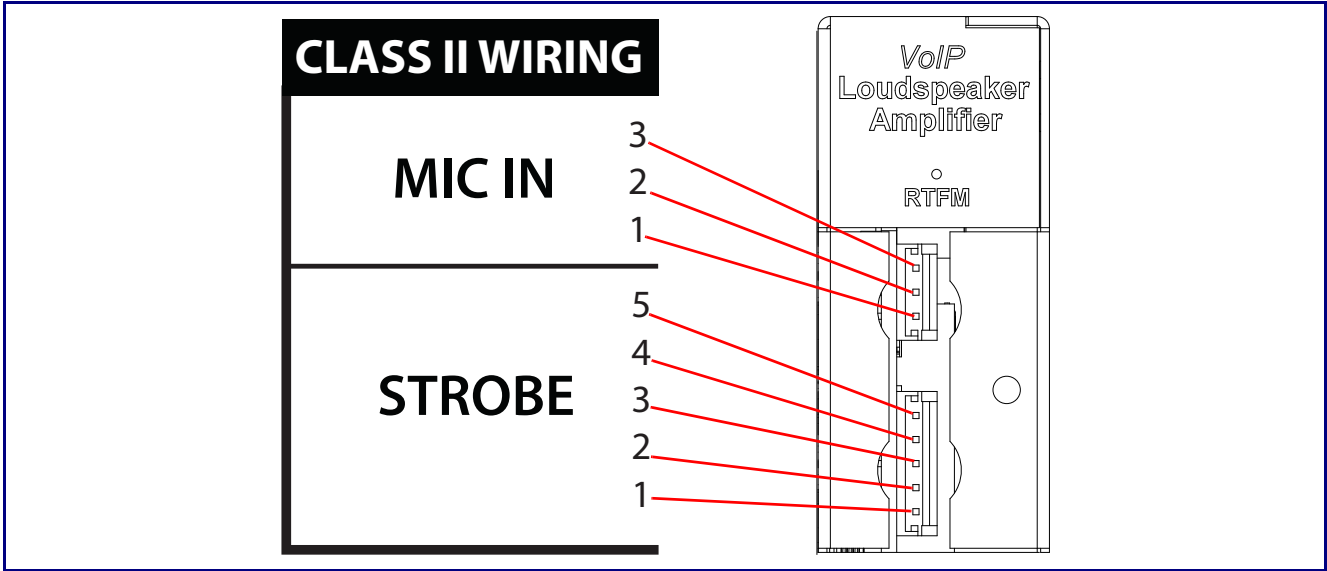 CLASS II WIRING
MIC IN
3
2
1
STROBE
5
4
3
2
1
VoIP
Loudspeaker
Amplifier
RTFM